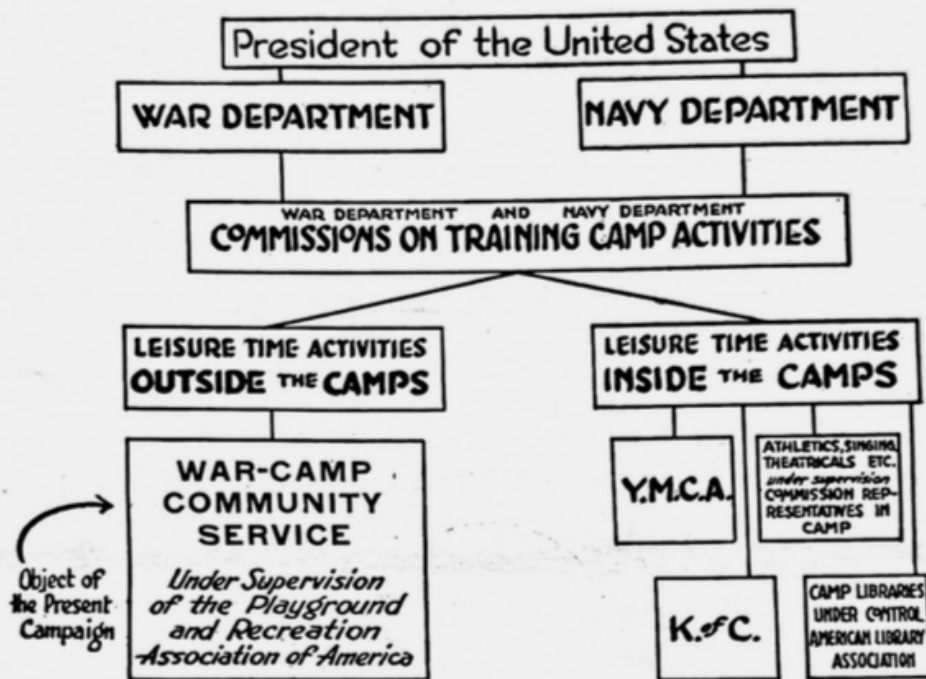 President of the United States
WAR DEPARTMENT
NAVY DEPARTMENT
WAR DEPARTMENT AND NAVY DEPARTMENT
COMMISSIONS ON TRAINING CAMP ACTIVITIES
LEISURE TIME ACTIVITIES
OUTSIDE THE CAMPS
LEISURE TIME ACTIVITIES
INSIDE THE CAMPS
WAR-CAMP
COMMUNITY
SERVICE
Under Supervision
of the Playground
and Recreation
Association of America
Object of
the Present
Campaign
Y.M.C.A.
ATHLETICS, SINGING,
THEATRICALS ETC.
under supervision
COMMISSION REP-
RESENTATIVES IN
CAMP
K. of C.
CAMP LIBRARIES
UNDER CONTROL
AMERICAN LIBRARY
ASSOCIATION